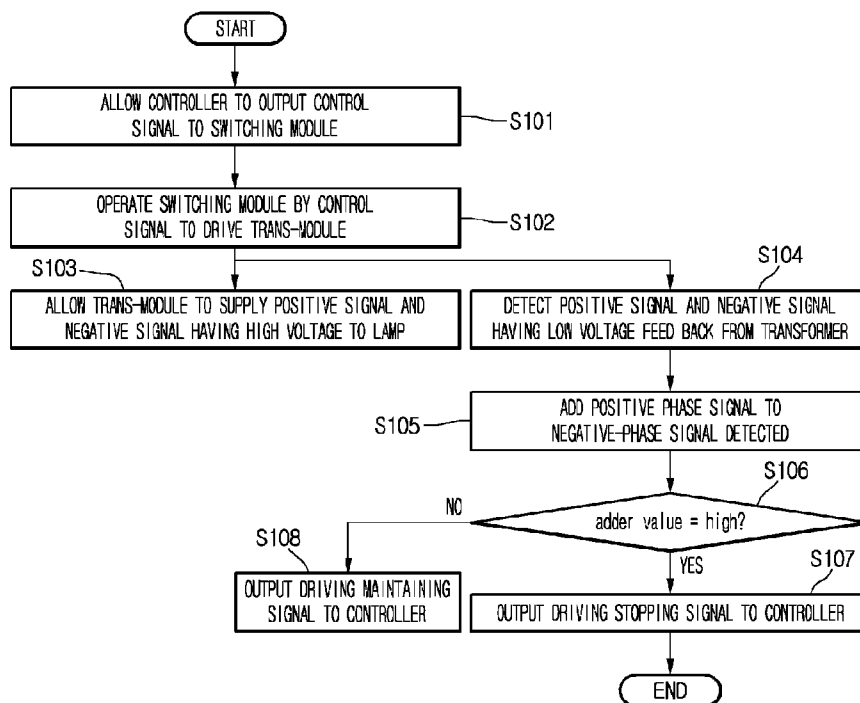 START
ALLOW CONTROLLER TO OUTPUT CONTROL
SIGNAL TO SWITCHING MODULE
S101
OPERATE SWITCHING MODULE BY CONTROL
SIGNAL TO DRIVE TRANS-MODULE
S102
S103
ALLOW TRANS-MODULE TO SUPPLY POSITIVE SIGNAL AND
NEGATIVE SIGNAL HAVING HIGH VOLTAGE TO LAMP
S104
DETECT POSITIVE SIGNAL AND NEGATIVE SIGNAL
HAVING LOW VOLTAGE FEED BACK FROM TRANSFORMER
ADD POSITIVE PHASE SIGNAL TO
NEGATIVE-PHASE SIGNAL DETECTED
S105
S106
adder value = high?
NO
YES
S108
OUTPUT DRIVING MAINTAINING
SIGNAL TO CONTROLLER
S107
OUTPUT DRIVING STOPPING SIGNAL TO CONTROLLER
END